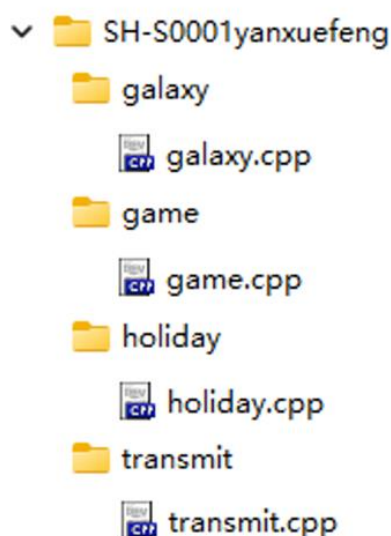 SH-S0001yanxuefeng
galaxy
galaxy.cpp
game
game.cpp
holiday
holiday.cpp
transmit
transmit.cpp